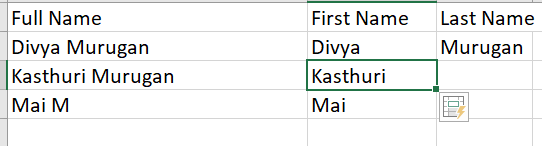 Full Name First Name Last Name
Divya Murugan Divya Murugan
Kasthuri Murugan Kasthuri
Mai M Mai